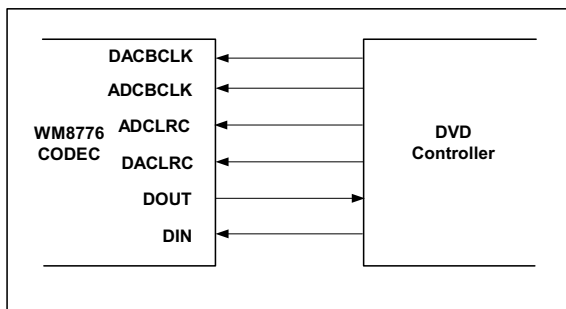 DACBCLK
ADCBCLK
ADCLRC
WM8776
CODEC
DACLRC
DOUT
DIN
DVD
Controller